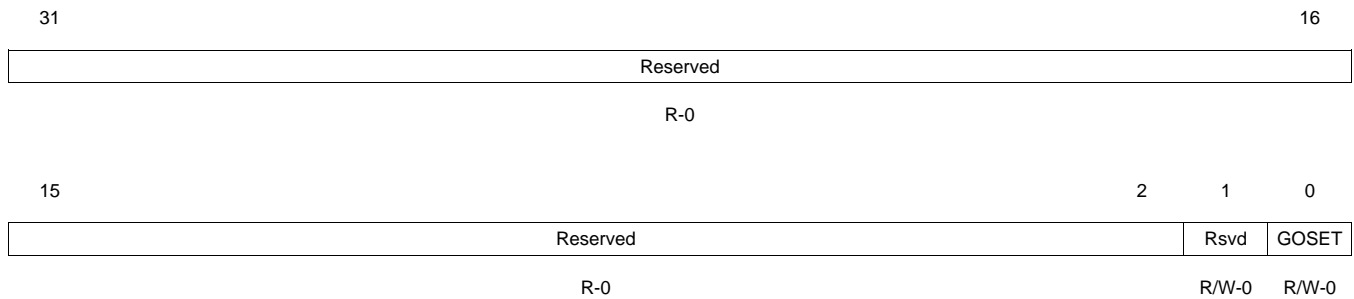 31 16
Reserved
R-0
15 2 1 0
Reserved Rsvd GOSET
R-0 R/W-0 R/W-0